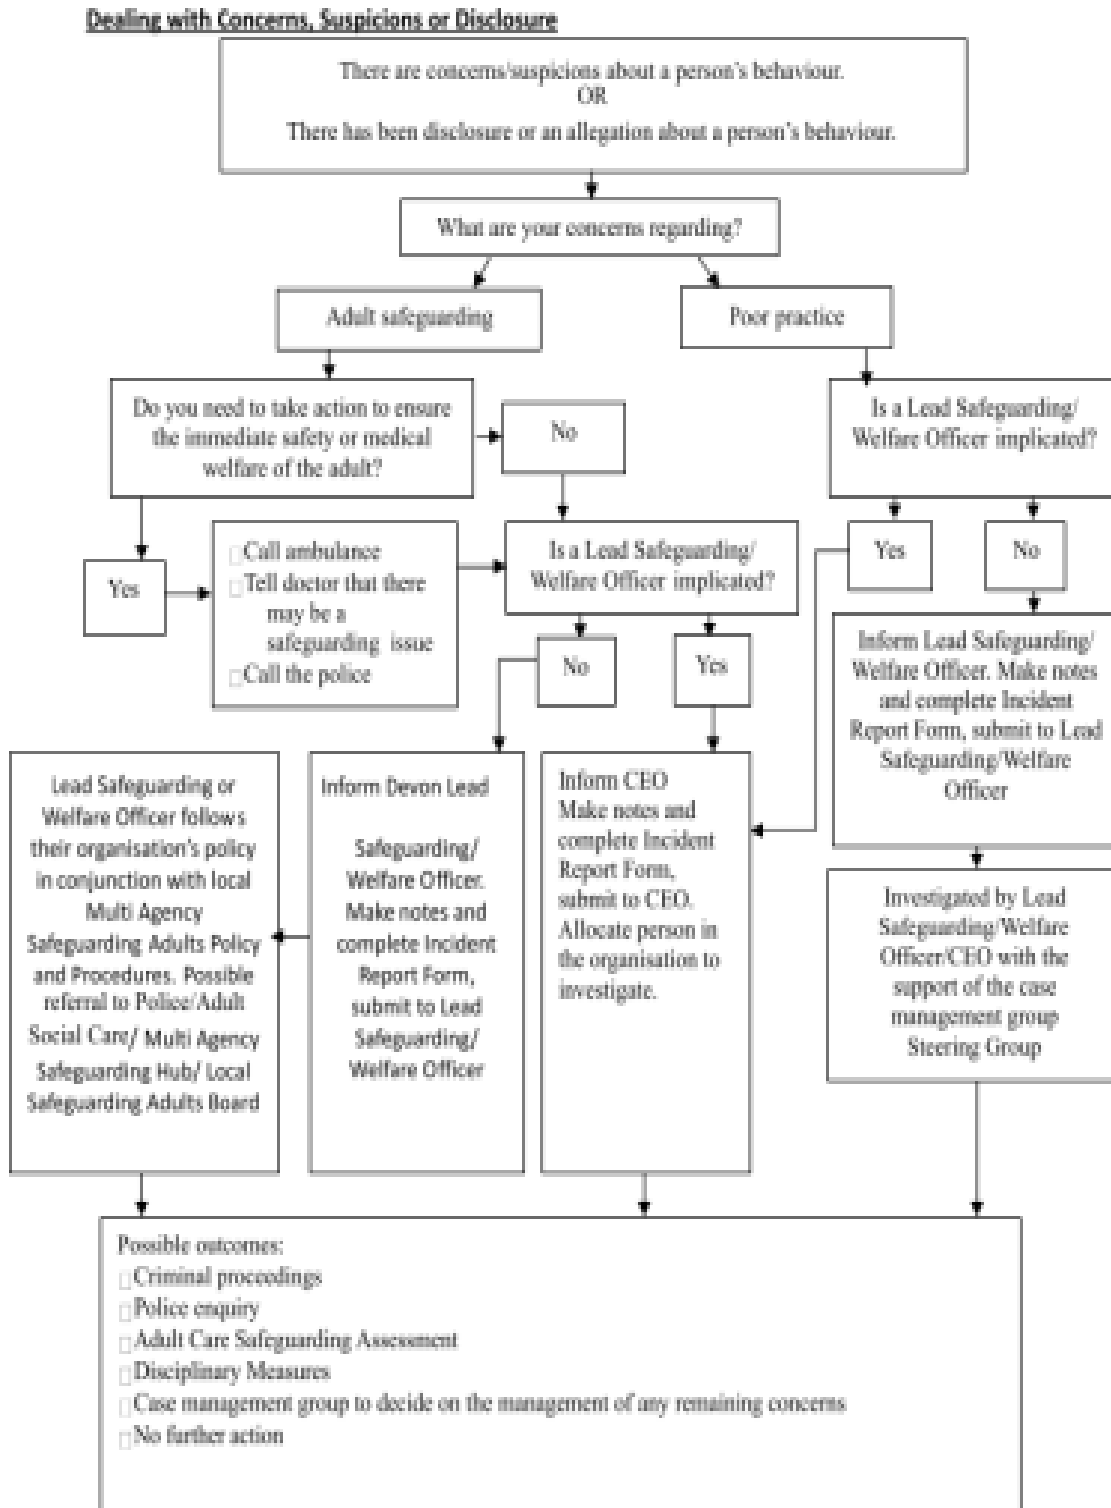 Dealing with Concerns, Suspicions or Disclosure
There are concerns/suspicions about a person's behaviour.
OR
There has been disclosure or an allegation about a person's behaviour.
What are your concerns regarding?
Adult safeguarding
Poor practice
Do you need to take action to ensure
the immediate safety or medical
welfare of the adult?
No
Is a Lead Safeguarding/
Welfare Officer implicated?
Yes
Call ambulance
Tell doctor that there
may be a
safeguarding issue
Call the police
Is a Lead Safeguarding/
Welfare Officer implicated?
Yes
No
No
Yes
Inform Lead Safeguarding/
Welfare Officer. Make notes
and complete Incident
Report Form, submit to Lead
Safeguarding/Welfare
Officer
Lead Safeguarding or
Welfare Officer follows
their organisation's policy
in conjunction with local
Multi Agency
Safeguarding Adults Policy
and Procedures. Possible
referral to Police/Adult
Social Care/ Multi Agency
Safeguarding Hub/ Local
Safeguarding Adults Board
Inform Devon Lead
Safeguarding/
Welfare Officer.
Make notes and
complete Incident
Report Form,
submit to Lead
Safeguarding/
Welfare Officer
Inform CEO
Make notes and
complete Incident
Report Form,
submit to CEO.
Allocate person in
the organisation to
investigate.
Investigated by Lead
Safeguarding/Welfare
Officer/CEO with the
support of the case
management group
Steering Group
Possible outcomes:
Criminal proceedings
Police enquiry
Adult Care Safeguarding Assessment
Disciplinary Measures
Case management group to decide on the management of any remaining concerns
No further action